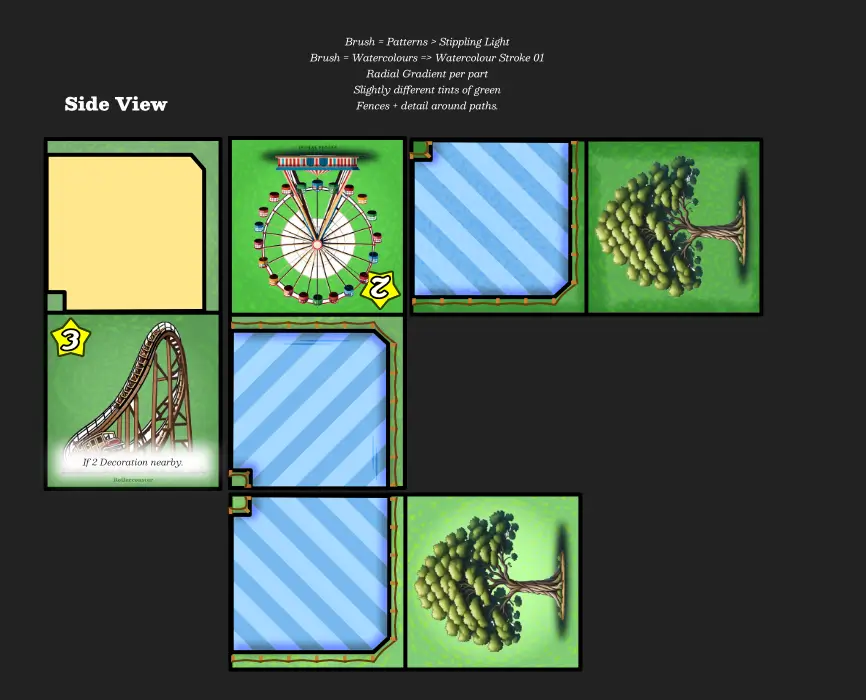 Brush = Patterns > Stippling Light
Brush = Watercolours => Watercolour Stroke 01
Radial Gradient per part
Slightly different tints of green
Fences + detail around paths.
Side View
2
3
If 2 Decoration nearby.
Rollercoaster